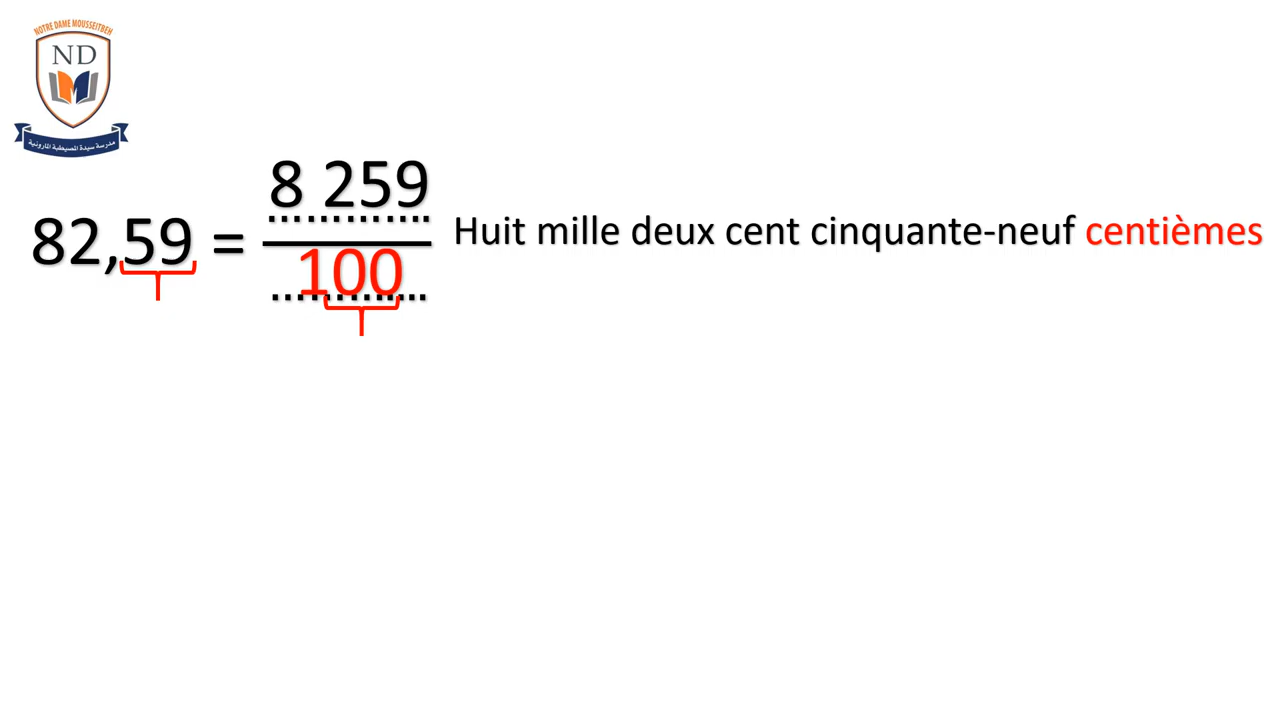 NOTRE DAME MOUSSEITBEH
ND
مدرسة سيدة المصيطبة المارونية
8 259
82,59 = حذف
100
Huit mille deux cent cinquante-neuf centièmes